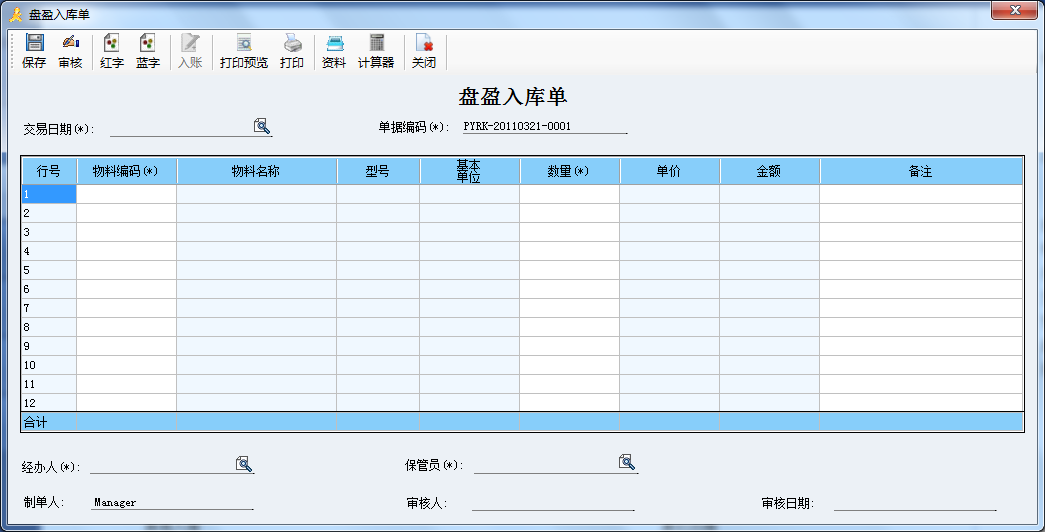 盘盈入库单
保存 审核 红字 蓝字 入账 打印预览 打印 资料 计算器 关闭
盘盈入库单
交易日期(*): 单据编码(*): PYRK-20110321-0001
行号 物料编码(*) 物料名称 型号 基本单位 数量(*) 单价 金额 备注
1
2
3
4
5
6
7
8
9
10
11
12
合计
经办人(*): 保管员(*):
制单人: Manager 审核人: 审核日期: